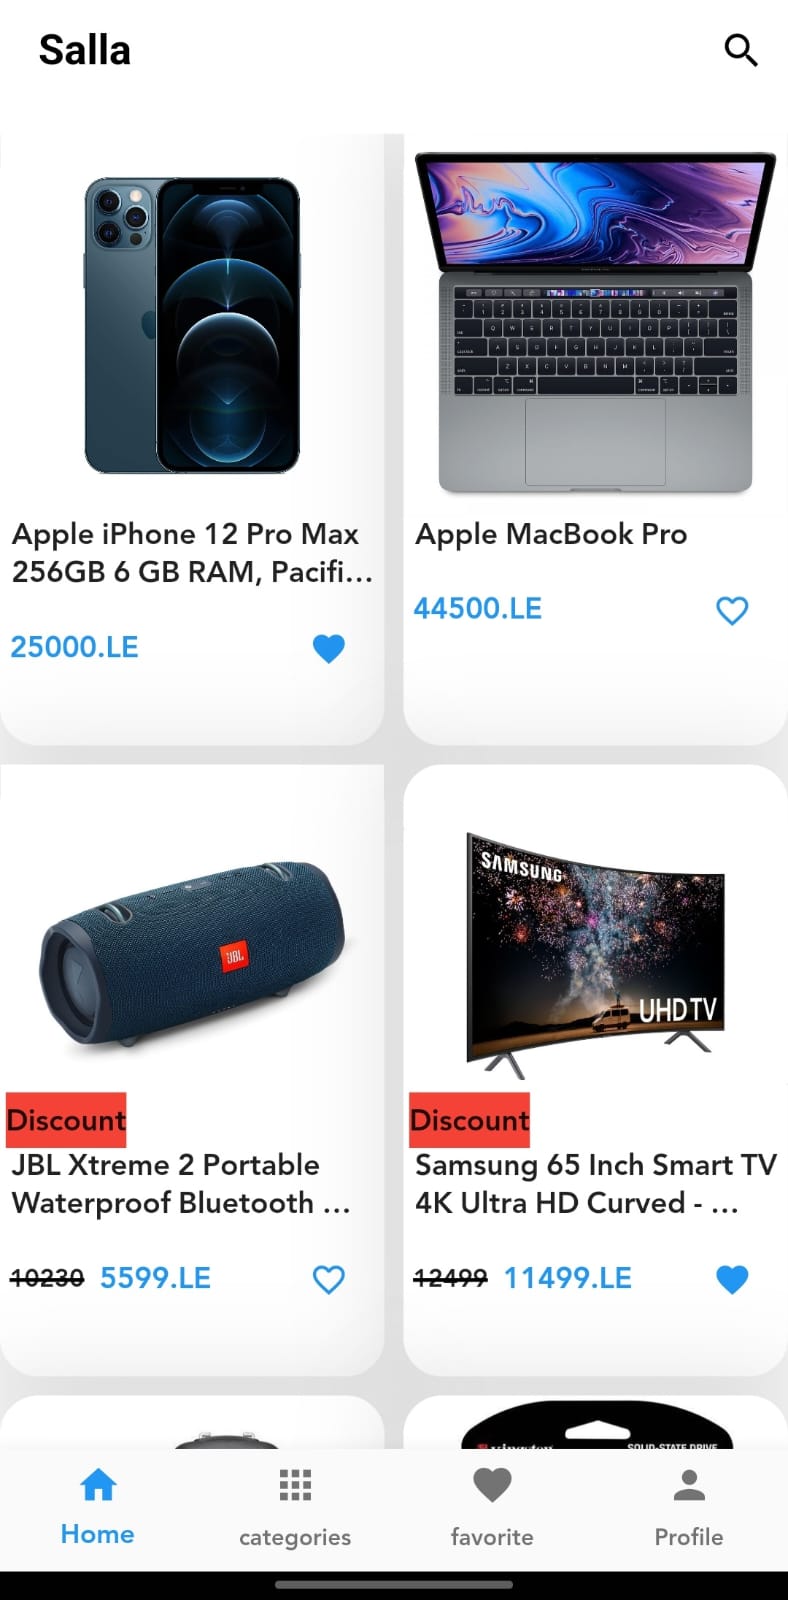 Salla
Apple iPhone 12 Pro Max
256GB 6 GB RAM, Pacifi...
25000.LE
Apple MacBook Pro
44500.LE
JBL
Discount
JBL Xtreme 2 Portable
Waterproof Bluetooth ...
10230 5599.LE
SAMSUNG
UHD TV
Discount
Samsung 65 Inch Smart TV
4K Ultra HD Curved - ...
12499 11499.LE
Kingston
SOLID-STATE DRIVE
Home
categories
favorite
Profile